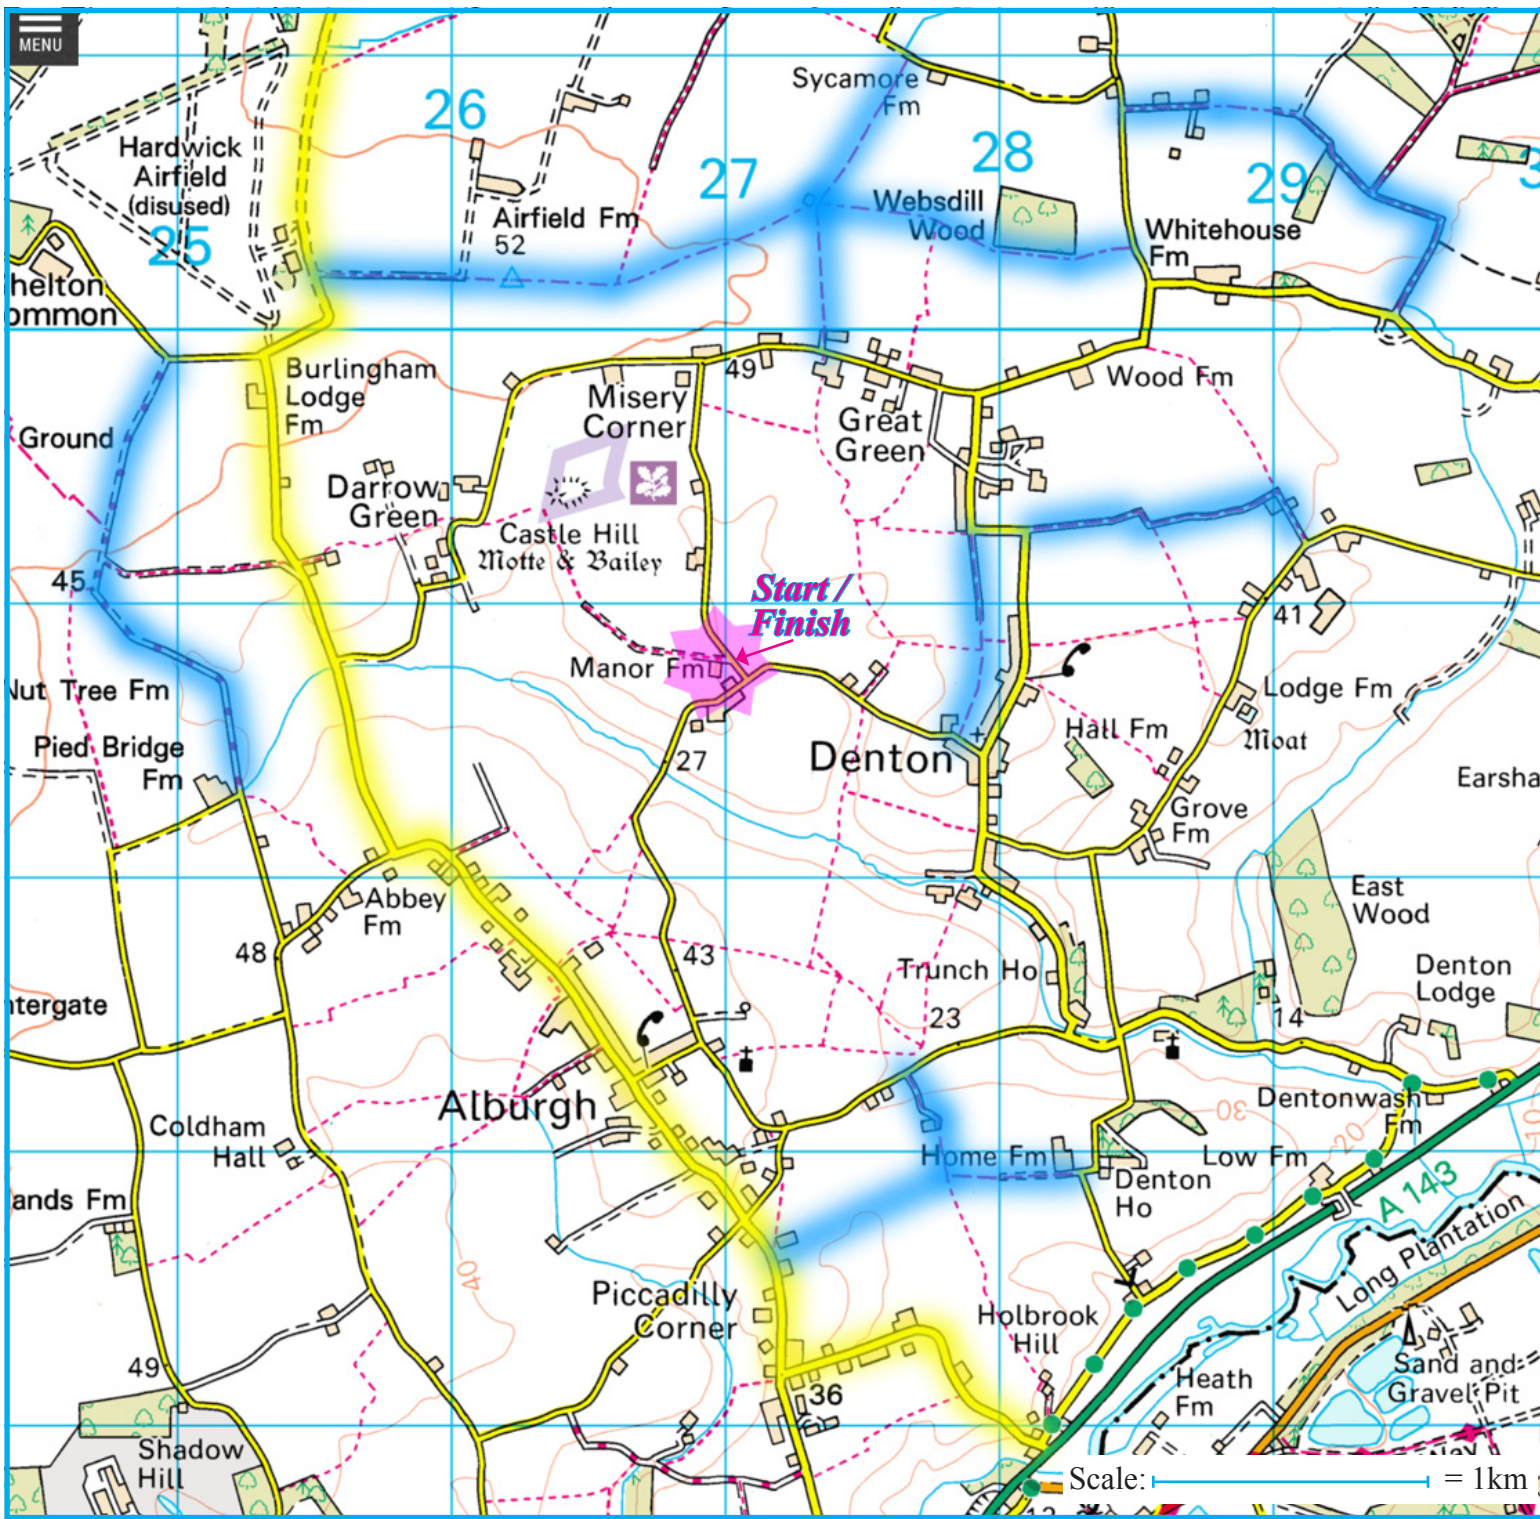 MENU
Sycamore
Fm
26
27
28
29
25
Hardwick
Airfield
(disused)
Airfield Fm
52
Websdill
Wood
Whitehouse
Fm
helton
ommon
Burlingham
Lodge
Fm
49
Misery
Corner
Wood Fm
Great
Green
Ground
Darrow
Green
Castle Hill
Motte & Bailey
45
Start /
Finish
41
Manor Fm
Nut Tree Fm
Lodge Fm
Pied Bridge
Fm
27
Denton
Hall Fm
Moat
Earsha
Grove
Fm
48
Abbey
Fm
East
Wood
48
43
Trunch Ho
Denton
Lodge
ntergate
23
14
Alburgh
30
Dentonwash
Fm
20
Coldham
Hall
Home Fm
Low Fm
Denton
Ho
A 143
ands Fm
40
Long Plantation
Piccadilly
Corner
Holbrook
Hill
49
36
Heath
Fm
Sand and
Gravel Pit
Shadow
Hill
Scale: = 1km